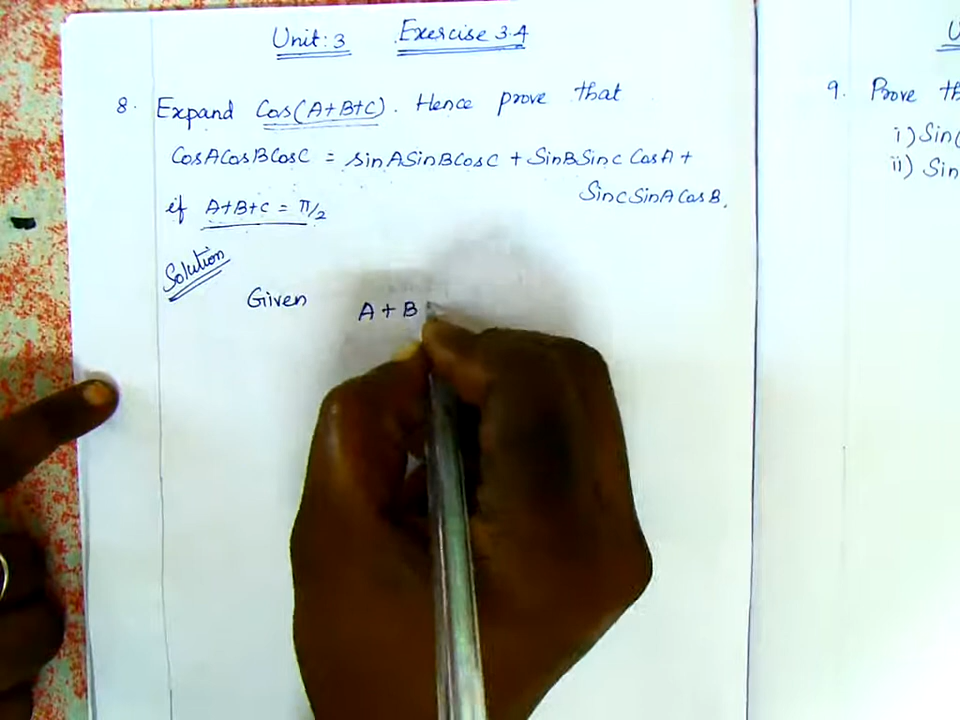 Unit: 3 Exercise 3.4
8. Expand Cos(A+B+C). Hence prove that
CosACosBCosC = sinASinBCosC + SinBSinc CosA +
SincSinA CosB.
if A+B+c = π/2
Solution
Given A + B
U
9. Prove th
i) Sin(
ii) Sin